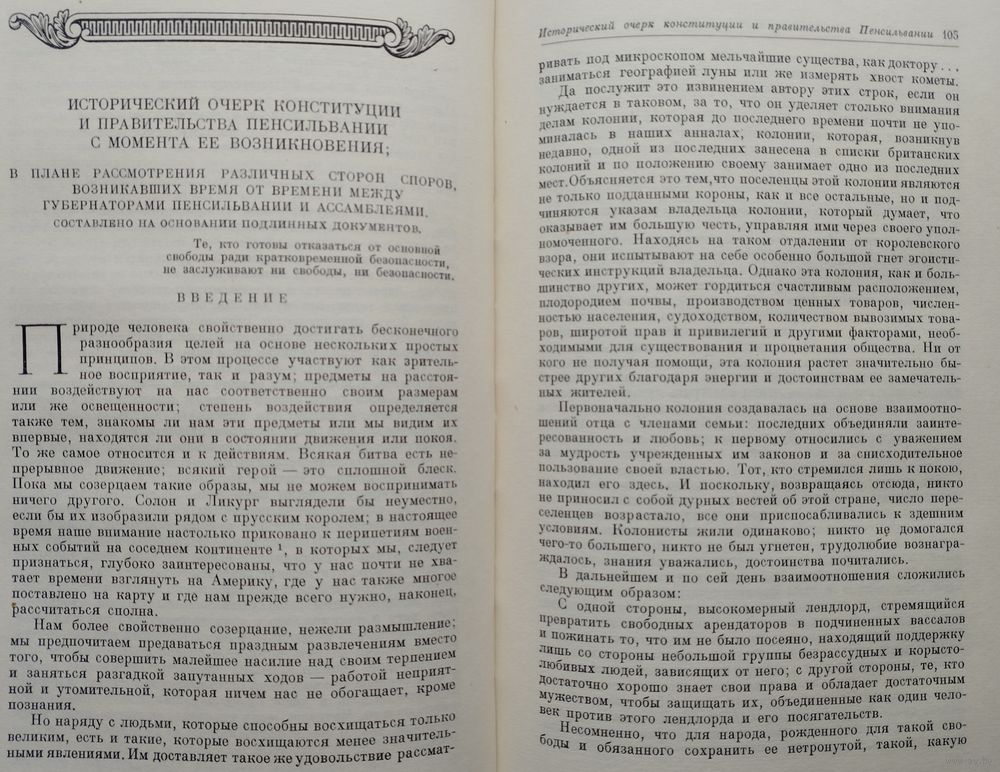 ИСТОРИЧЕСКИЙ ОЧЕРК КОНСТИТУЦИИ
И ПРАВИТЕЛЬСТВА ПЕНСИЛЬВАНИИ
С МОМЕНТА ЕЕ ВОЗНИКНОВЕНИЯ;
В ПЛАНЕ РАССМОТРЕНИЯ РАЗЛИЧНЫХ СТОРОН СПОРОВ,
ВОЗНИКАВШИХ ВРЕМЯ ОТ ВРЕМЕНИ МЕЖДУ
ГУБЕРНАТОРАМИ ПЕНСИЛЬВАНИИ И АССАМБЛЕЯМИ.
СОСТАВЛЕНО НА ОСНОВАНИИ ПОДЛИННЫХ ДОКУМЕНТОВ.
Те, кто готовы отказаться от основной
свободы ради кратковременной безопасности,
не заслуживают ни свободы, ни безопасности.
ВВЕДЕНИЕ
Природе человека свойственно достигать бесконечного
разнообразия целей на основе нескольких простых
принципов. В этом процессе участвуют как зритель-
ное восприятие, так и разум; предметы на расстоя-
нии воздействуют на нас соответственно своим размерам
или же освещенности; степень воздействия определяется
также тем, знакомы ли нам эти предметы или мы видим их
впервые, находятся ли они в состоянии движения или покоя.
То же самое относится и к действиям. Всякая битва есть не-
прерывное движение; всякий герой — это сплошной блеск.
Пока мы созерцаем такие образы, мы не можем воспринимать
ничего другого. Солон и Ликург выглядели бы неуместно,
если бы их изобразили рядом с прусским королем; в настоящее
время наше внимание настолько приковано к перипетиям воен-
ных событий на соседнем континенте ¹, в которых мы, следует
признаться, глубоко заинтересованы, что у нас почти не хва-
тает времени взглянуть на Америку, где у нас также многое
поставлено на карту и где нам прежде всего нужно, наконец,
рассчитаться сполна.
Нам более свойственно созерцание, нежели размышление;
мы предпочитаем предаваться праздным развлечениям вместо
того, чтобы совершить малейшее насилие над своим терпением
и заняться разгадкой запутанных ходов — работой неприят-
ной и утомительной, которая ничем нас не обогащает, кроме
познания.
Но наряду с людьми, которые способны восхищаться только
великим, есть и такие, которые восхищаются менее значитель-
ными явлениями. Им доставляет такое же удовольствие рассмат-
Исторический очерк конституции и правительства Пенсильвании 105
ривать под микроскопом мельчайшие существа, как доктору ...
заниматься географией луны или же измерять хвост кометы.
Да послужит это извинением автору этих строк, если он
нуждается в таковом, за то, что он уделяет столько внимания
делам колонии, которая до последнего времени почти не упо-
миналась в наших анналах; колонии, которая, возникнув
недавно, одной из последних занесена в списки британских
колоний и по положению своему занимает одно из последних
мест. Объясняется это тем, что поселенцы этой колонии являются
не только подданными короны, как и все остальные, но и под-
чиняются указам владельца колонии, который думает, что
оказывает им большую честь, управляя ими через своего упол-
номоченного. Находясь на таком отдалении от королевского
взора, они испытывают на себе особенно большой гнет эгоисти-
ческих инструкций владельца. Однако эта колония, как и боль-
шинство других, может гордиться счастливым расположением,
плодородием почвы, производством ценных товаров, числен-
ностью населения, судоходством, количеством вывозимых това-
ров, широтой прав и привилегий и другими факторами, необ-
ходимыми для существования и процветания общества. Ни от
кого не получая помощи, эта колония растет значительно бы-
стрее других благодаря энергии и достоинствам ее замечатель-
ных жителей.
Первоначально колония создавалась на основе взаимоотно-
шений отца с членами семьи: последних объединяли заинте-
ресованность и любовь; к первому относились с уважением
за мудрость учрежденных им законов и за снисходительное
пользование своей властью. Тот, кто стремился лишь к покою,
находил его здесь. И поскольку, возвращаясь отсюда, никто
не приносил с собой дурных вестей об этой стране, число пере-
селенцев возрастало, все они приспосабливались к здешним
условиям. Колонисты жили одинаково; никто не домогался
чего-то большего, никто не был угнетен, трудолюбие вознагра-
ждалось, знания уважались, достоинства почитались.
В дальнейшем и по сей день взаимоотношения сложились
следующим образом:
С одной стороны, высокомерный лендлорд, стремящийся
превратить свободных арендаторов в подчиненных вассалов
и пожинать то, что им не было посеяно, находящий поддержку
лишь со стороны небольшой группы безрассудных и корысто-
любивых людей, зависящих от него; с другой стороны, те, кто
достаточно хорошо знает свои права и обладает достаточным
мужеством, чтобы защищать их, объединенные как один чело-
век против этого лендлорда и его посягательств.
Несомненно, что для народа, рожденного для такой сво-
боды и обязанного сохранить ее нетронутой, такой, какую